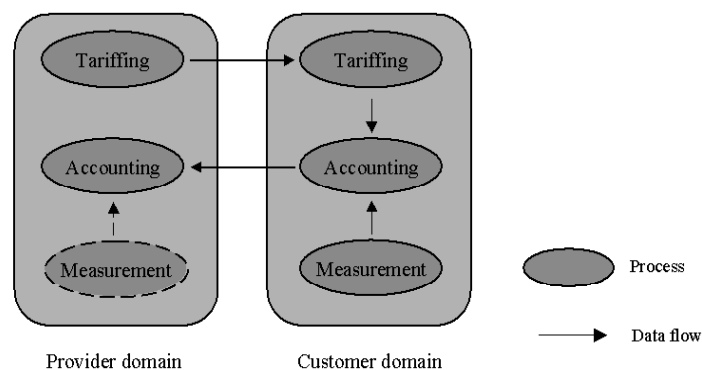 Tariffing
Tariffing
Accounting
Accounting
Measurement
Measurement
Process
Data flow
Provider domain
Customer domain